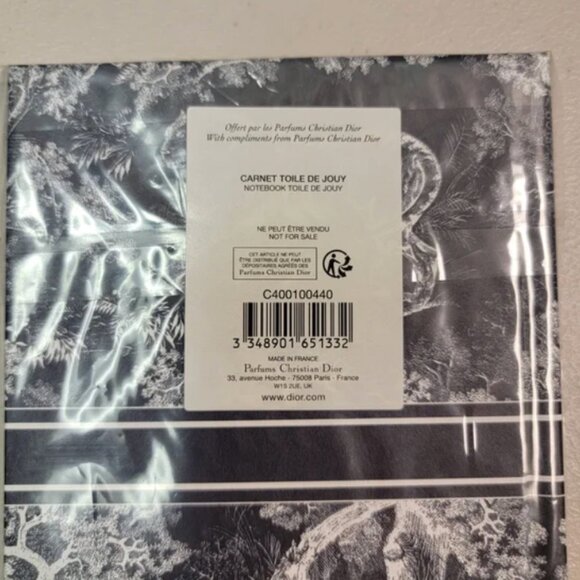 Offert par les Parfums Christian Dior
With compliments from Parfums Christian Dior
CARNET TOILE DE JOUY
NOTEBOOK TOILE DE JOUY
NE PEUT ÊTRE VENDU
NOT FOR SALE
CET ARTICLE NE PEUT
ÊTRE DISTRIBUÉ QUE PAR LES
DÉPOSITAIRES AGRÉÉS DES
Parfums Christian Dior
C400100440
3 348901 651332
MADE IN FRANCE
Parfums Christian Dior
33, avenue Hoche - 75008 Paris - France
W1S 2UE, UK
www.dior.com